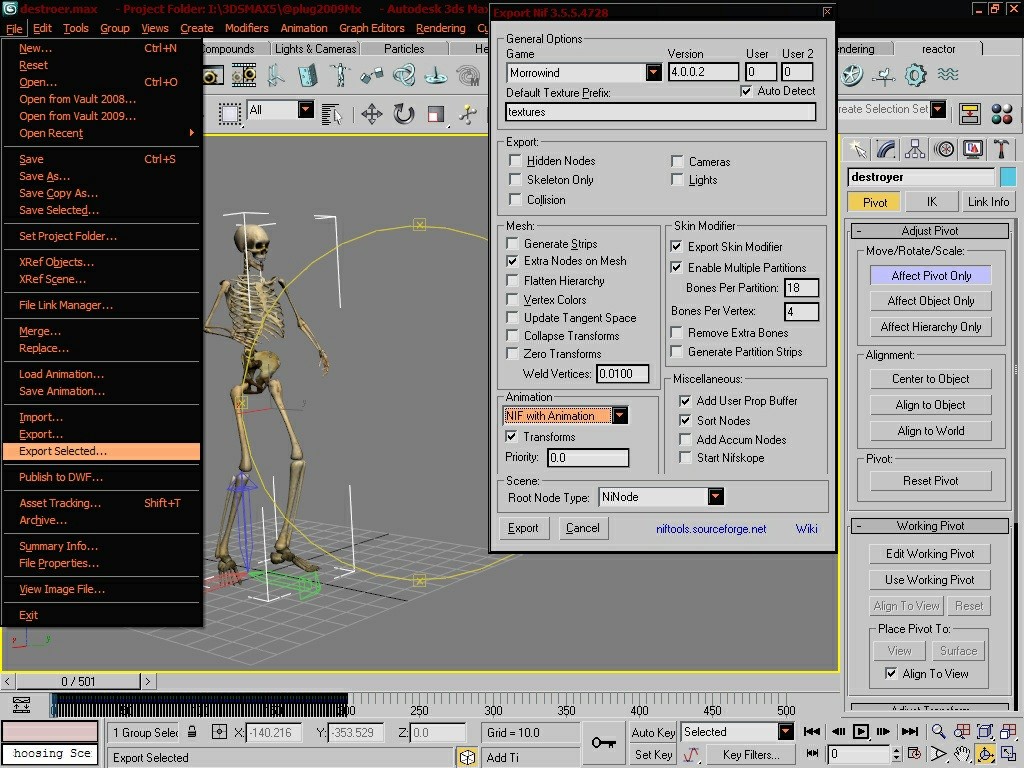 destroer.max - Project Folder: I:\3DSMAX5\@plug2009Mx - Autodesk 3ds Max
File Edit Tools Group Views Create Modifiers Animation Graph Editors Rendering
New... Ctrl+N
Reset
Open... Ctrl+O
Open from Vault 2008...
Open from Vault 2009...
Open Recent
Save Ctrl+S
Save As...
Save Copy As...
Save Selected...
Set Project Folder...
XRef Objects...
XRef Scene...
File Link Manager...
Merge...
Replace...
Load Animation...
Save Animation...
Import...
Export...
Export Selected...
Publish to DWF...
Asset Tracking... Shift+T
Archive...
Summary Info...
File Properties...
View Image File...
Exit
ompounds Lights & Cameras Particles He
All
Export Nif 3.5.5.4728
General Options
Game Version User User 2
Morrowind 4.0.0.2 0 0
Default Texture Prefix: Auto Detect
textures
Export:
Hidden Nodes Cameras
Skeleton Only Lights
Collision
Mesh:
Generate Strips
Extra Nodes on Mesh
Flatten Hierarchy
Vertex Colors
Update Tangent Space
Collapse Transforms
Zero Transforms
Weld Vertices: 0.0100
Skin Modifier
Export Skin Modifier
Enable Multiple Partitions
Bones Per Partition: 18
Bones Per Vertex: 4
Remove Extra Bones
Generate Partition Strips
Animation
NIF with Animation
Transforms
Priority: 0.0
Miscellaneous:
Add User Prop Buffer
Sort Nodes
Add Accum Nodes
Start Nifskope
Scene:
Root Node Type: NiNode
Export Cancel niftools.sourceforge.net Wiki
endering reactor
reate Selection Set
destroyer
Pivot IK Link Info
- Adjust Pivot
Move/Rotate/Scale:
Affect Pivot Only
Affect Object Only
Affect Hierarchy Only
Alignment:
Center to Object
Align to Object
Align to World
Pivot:
Reset Pivot
- Working Pivot
Edit Working Pivot
Use Working Pivot
Align To View Reset
Place Pivot To:
View Surface
Align To View
Adjust Transform
y y
y
< 0 / 501 >
0 300 400 500
1 Group Selec X: -140.216 Y: -353.529 Z: 0.0 Grid = 10.0 Auto Key Selected
hoosing Sce Export Selected Add Ti Set Key Key Filters... 0